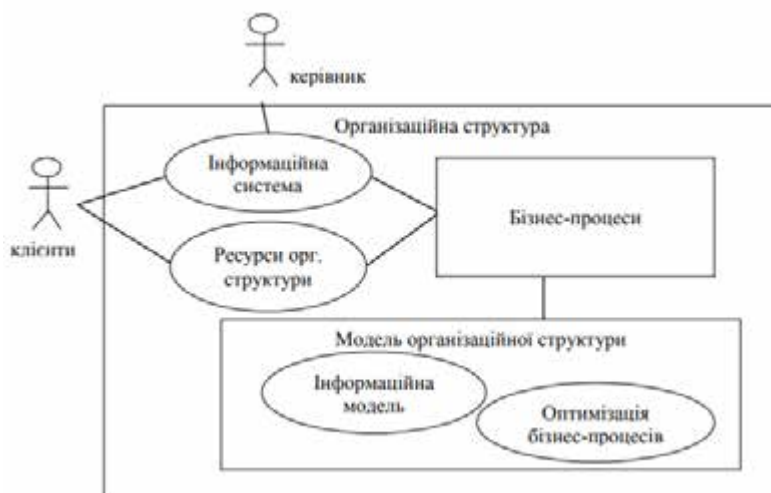 керівник
Організаційна структура
Інформаційна
система
клієнти
Ресурси орг.
структури
Бізнес-процеси
Модель організаційної структури
Інформаційна
модель
Оптимізація
бізнес-процесів